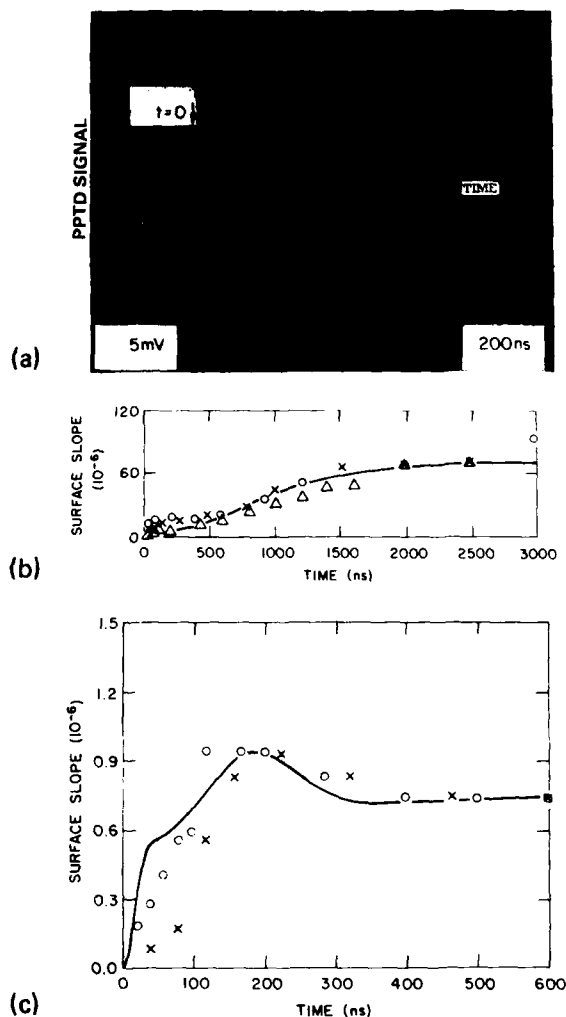 PPTD SIGNAL
t=0
TIME
5mV
200ns
(a)
SURFACE SLOPE
(10⁻⁶)
120
60
0
0
500
1000
1500
2000
2500
3000
TIME (ns)
(b)
SURFACE SLOPE (10⁻⁶)
1.5
1.2
0.9
0.6
0.3
0.0
0
100
200
300
400
500
600
TIME (ns)
(c)